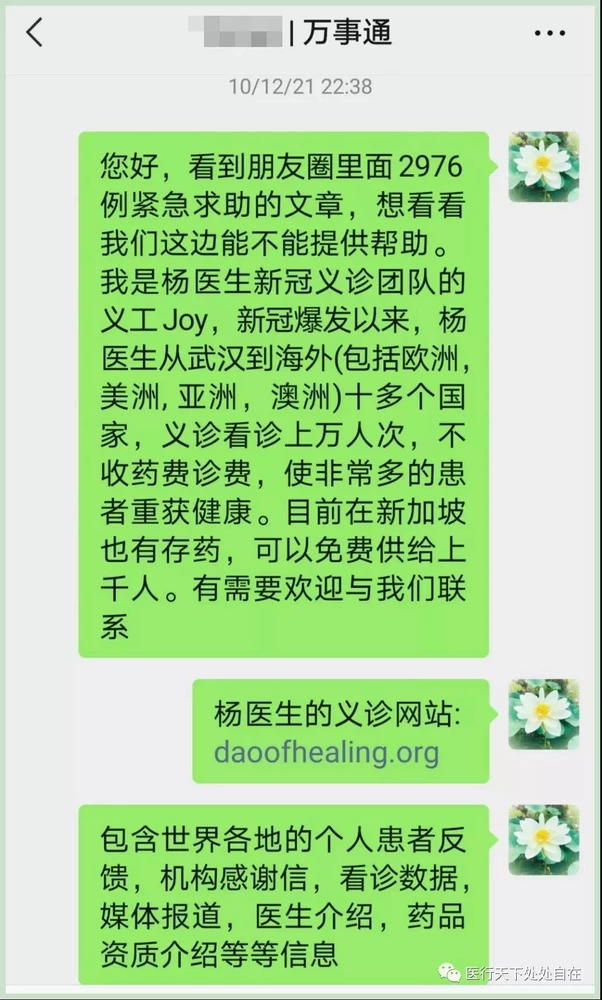 | 万事通
10/12/21 22:38
您好，看到朋友圈里面2976
例紧急求助的文章，想看看
我们这边能不能提供帮助。
我是杨医生新冠义诊团队的
义工Joy，新冠爆发以来，杨
医生从武汉到海外(包括欧洲，
美洲, 亚洲，澳洲)十多个国
家，义诊看诊上万人次，不
收药费诊费，使非常多的患
者重获健康。目前在新加坡
也有存药，可以免费供给上
千人。有需要欢迎与我们联
系
杨医生的义诊网站:
daoofhealing.org
包含世界各地的个人患者反
馈，机构感谢信，看诊数据，
媒体报道，医生介绍，药品
资质介绍等等信息
医行天下处处自在